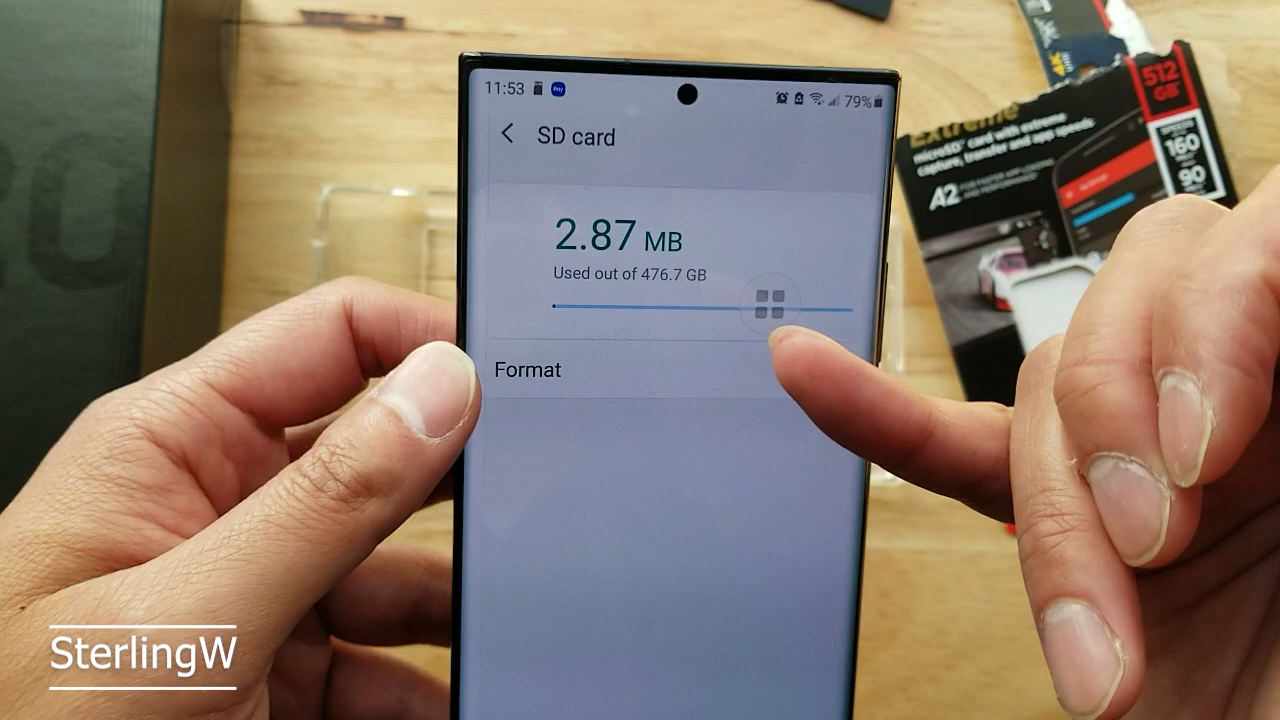 11:53
Pay
79%
SD card
2.87 MB
Used out of 476.7 GB
Format
512
GB
Extreme
microSD card with extreme
capture, transfer and app speeds
A2
160
90
4K
SterlingW